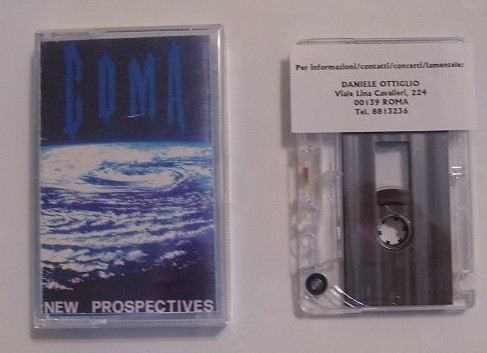 COMA
NEW PROSPECTIVES
Per informazioni/contatti/concerti/lamentele:
DANIELE OTTIGLIO
Viale Lina Cavalieri, 224
00139 ROMA
Tel. 8813236